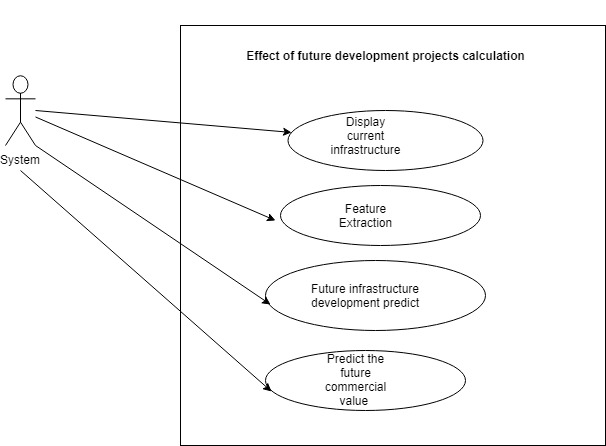 Effect of future development projects calculation
Display
current
infrastructure
System
Feature
Extraction
Future infrastructure
development predict
Predict the
future
commercial
value